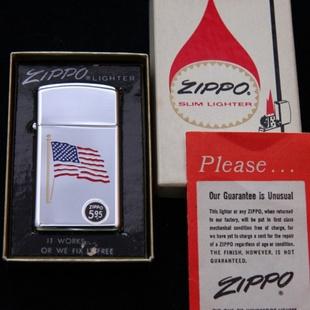 ZIPPO
LIGHTER
ZIPPO
5.95
IT WORKS
OR WE FIX IT FREE
ZIPPO
SLIM LIGHTER
Please...
Our Guarantee is Unusual
This lighter or any ZIPPO, when returned
to our factory, will be put in first class
mechanical condition free of charge, for
we have yet to charge a cent for the repair
of a ZIPPO regardless of age or condition.
THE FINISH, HOWEVER, IS NOT
GUARANTEED.
ZIPPO